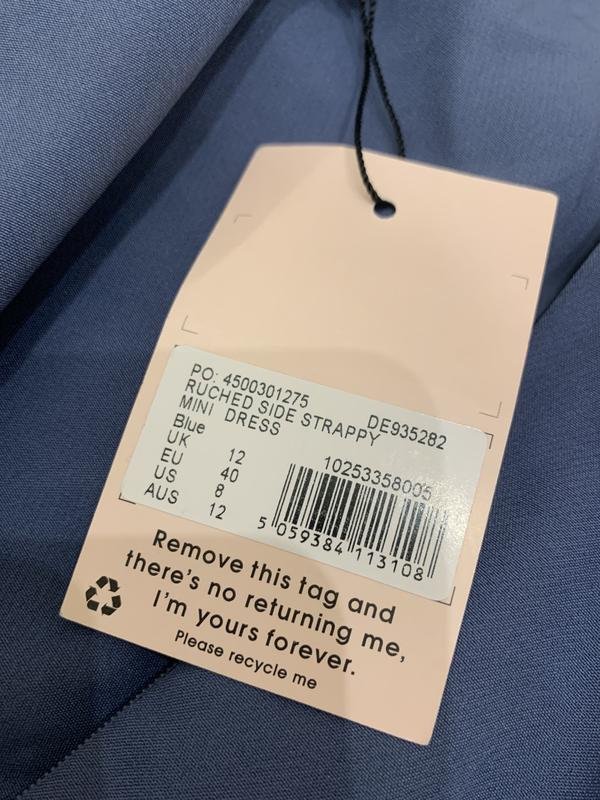 PO: 4500301275 DE935282
RUCHED SIDE STRAPPY
MINI DRESS
Blue
UK 12
EU 40
US 8
AUS 12
10253358005
5 059384 113108
Remove this tag and
there's no returning me,
I'm yours forever.
Please recycle me